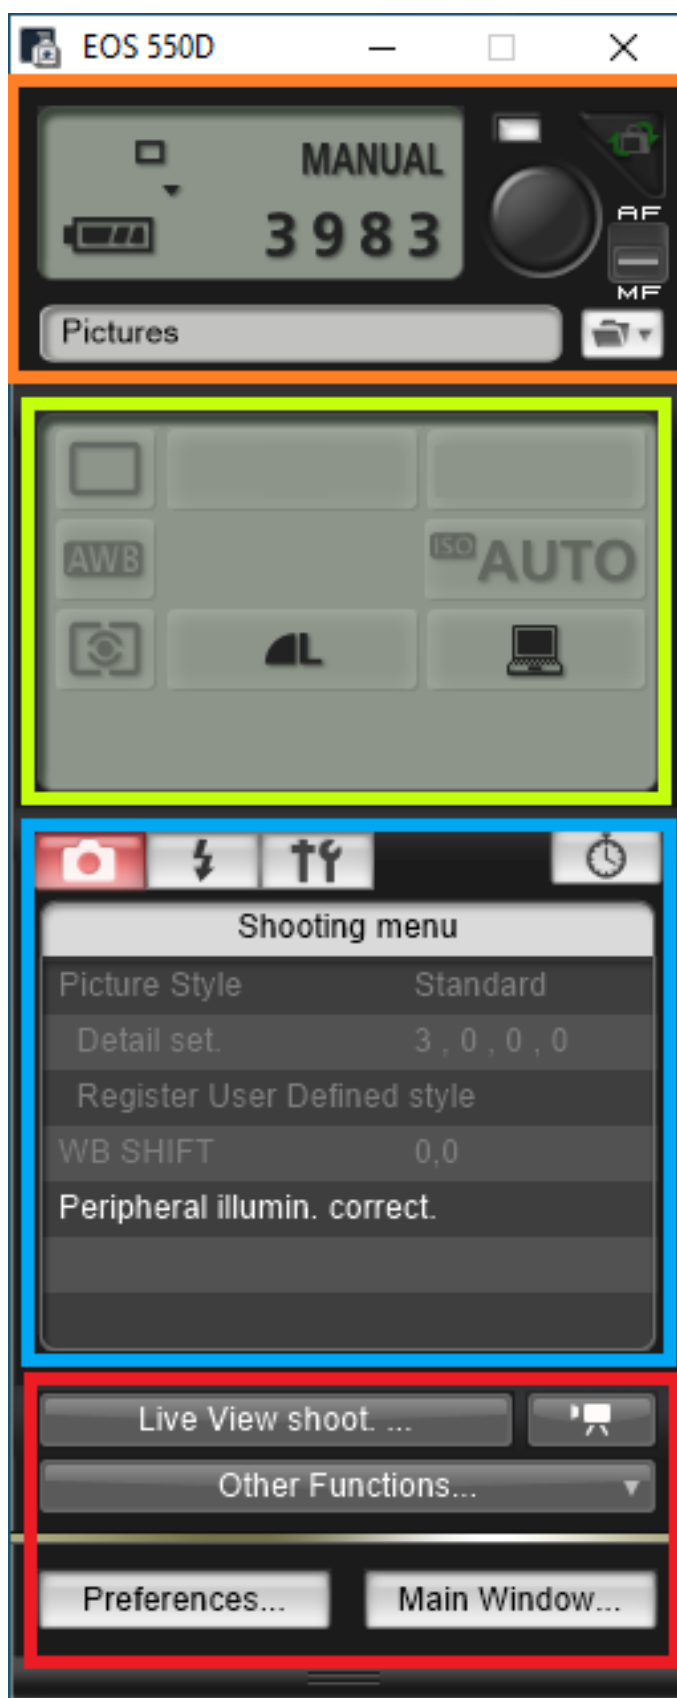 EOS 550D
MANUAL
3983
AF
MF
Pictures
AWB
ISO AUTO
L
Shooting menu
Picture Style Standard
Detail set. 3 , 0 , 0 , 0
Register User Defined style
WB SHIFT 0,0
Peripheral illumin. correct.
Live View shoot. ...
Other Functions...
Preferences... Main Window...